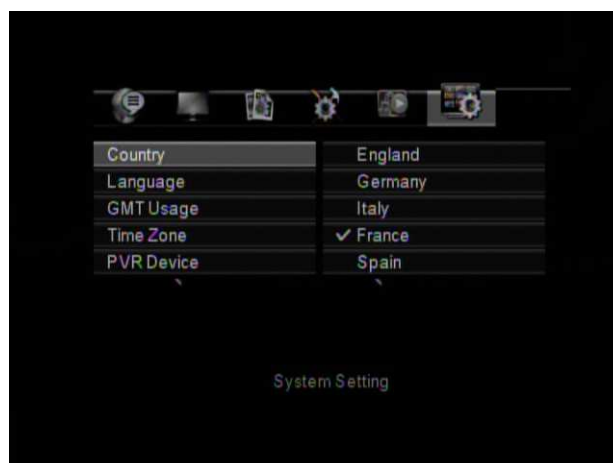 Country
Language
GMT Usage
Time Zone
PVR Device
England
Germany
Italy
France
Spain
System Setting